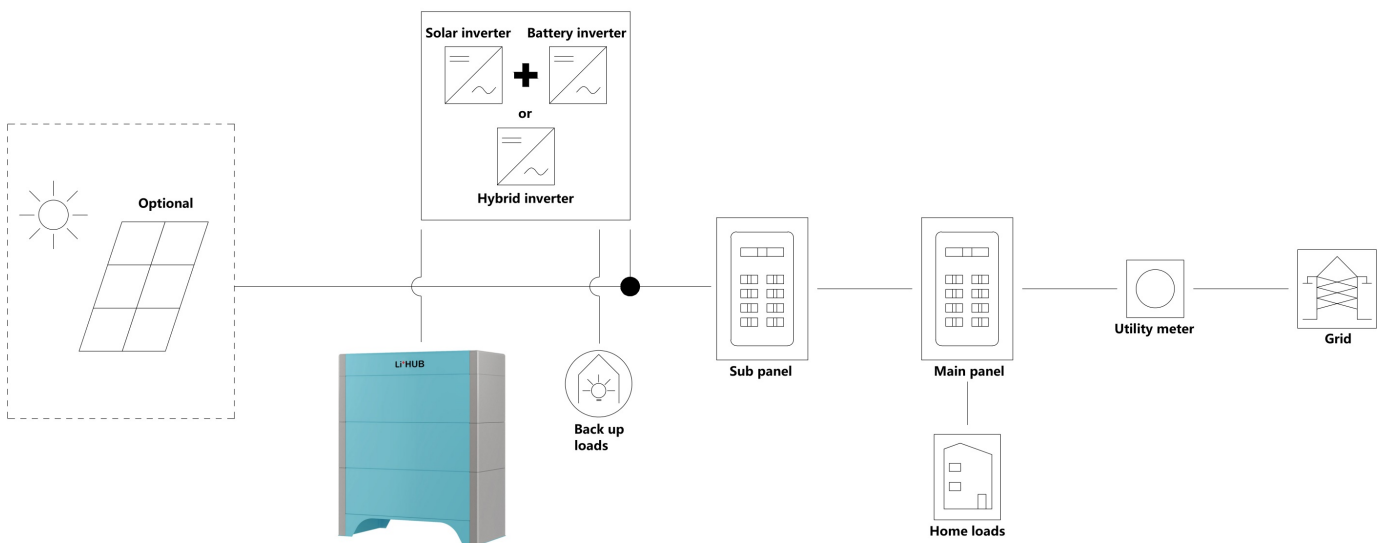 Solar inverter
Battery inverter
or
Hybrid inverter
Optional
Li⁺HUB
Back up
loads
Sub panel
Main panel
Home loads
Utility meter
Grid